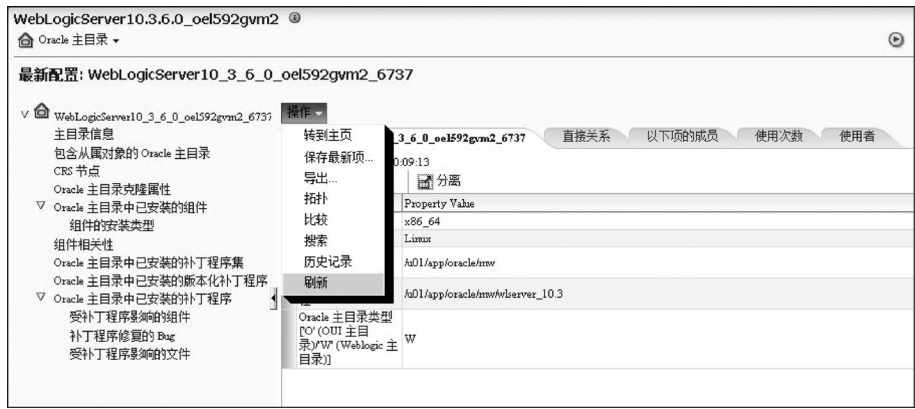 WebLogicServer10.3.6.0_oel592gvm2
Oracle 主目录
最新配置: WebLogicServer10_3_6_0_oel592gvm2_6737
WebLogicServer10_3_6_0_oel592gvm2_6737
主目录信息
包含从属对象的 Oracle 主目录
CRS 节点
Oracle 主目录克隆属性
Oracle 主目录中已安装的组件
组件的安装类型
组件相关性
Oracle 主目录中已安装的补丁程序集
Oracle 主目录中已安装的版本化补丁程序
Oracle 主目录中已安装的补丁程序
受补丁程序影响的组件
补丁程序修复的 Bug
受补丁程序影响的文件
操作
转到主页
保存最新项...
导出...
拓扑
比较
搜索
历史记录
刷新
_3_6_0_oel592gvm2_6737 直接关系 以下项的成员 使用次数 使用者
0:09:13
分离
Property Value
x86_64
Linux
/u01/app/oracle/mw
/u01/app/oracle/mw/wlserver_10.3
Oracle 主目录类型
['O' (OUI 主目
录)/'W' (Weblogic 主
目录)]
W